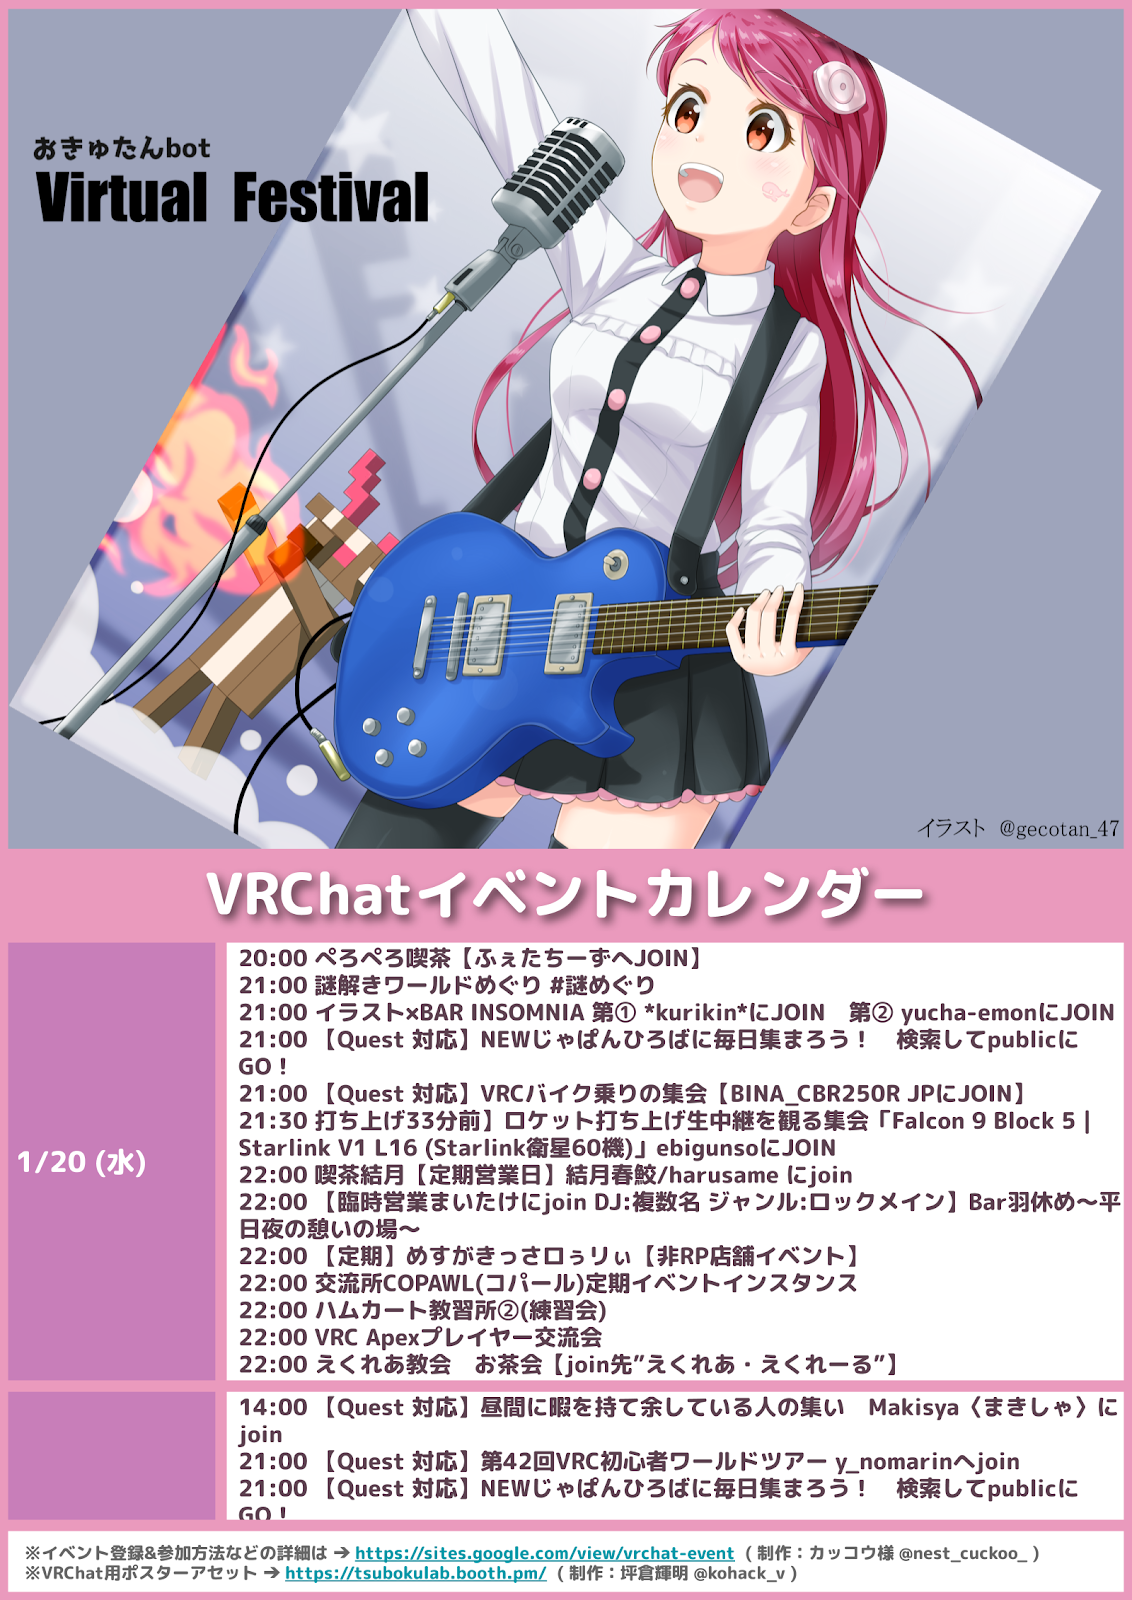 おきゅたんbot
Virtual Festival
イラスト @gecotan_47
VRChatイベントカレンダー
1/20 (水)
20:00 ぺろぺろ喫茶【ふぇたちーずへJOIN】
21:00 謎解きワールドめぐり #謎めぐり
21:00 イラスト×BAR INSOMNIA 第① *kurikin*にJOIN　第② yucha-emonにJOIN
21:00 【Quest 対応】NEWじゃぱんひろばに毎日集まろう！　検索してpublicに
GO！
21:00 【Quest 対応】VRCバイク乗りの集会【BINA_CBR250R JPにJOIN】
21:30 打ち上げ33分前】ロケット打ち上げ生中継を観る集会「Falcon 9 Block 5 |
Starlink V1 L16 (Starlink衛星60機)」ebigunsoにJOIN
22:00 喫茶結月【定期営業日】結月春鮫/harusame にjoin
22:00 【臨時営業まいたけにjoin DJ:複数名 ジャンル:ロックメイン】Bar羽休め～平
日夜の憩いの場～
22:00 【定期】めすがきっさロぅリぃ【非RP店舗イベント】
22:00 交流所COPAWL(コパール)定期イベントインスタンス
22:00 ハムカート教習所②(練習会)
22:00 VRC Apexプレイヤー交流会
22:00 えくれあ教会　お茶会【join先”えくれあ・えくれーる”】
14:00 【Quest 対応】昼間に暇を持て余している人の集い　Makisya〈まきしゃ〉に
join
21:00 【Quest 対応】第42回VRC初心者ワールドツアー y_nomarinへjoin
21:00 【Quest 対応】NEWじゃぱんひろばに毎日集まろう！　検索してpublicに
GO！
※イベント登録&参加方法などの詳細は ➔ https://sites.google.com/view/vrchat-event （制作：カッコウ様 @nest_cuckoo_ ）
※VRChat用ポスターアセット ➔ https://tsubokulab.booth.pm/ （制作：坪倉輝明 @kohack_v ）